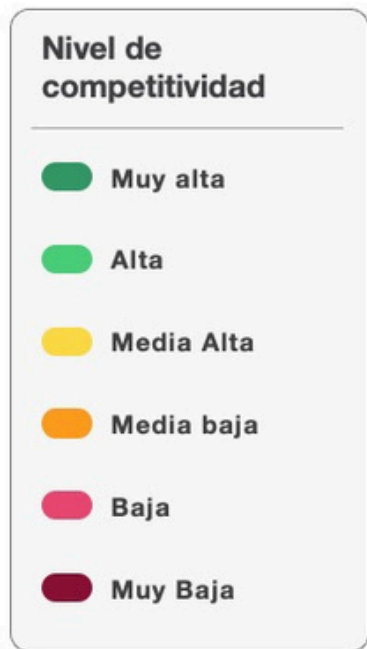 Nivel de
competitividad
Muy alta
Alta
Media Alta
Media baja
Baja
Muy Baja